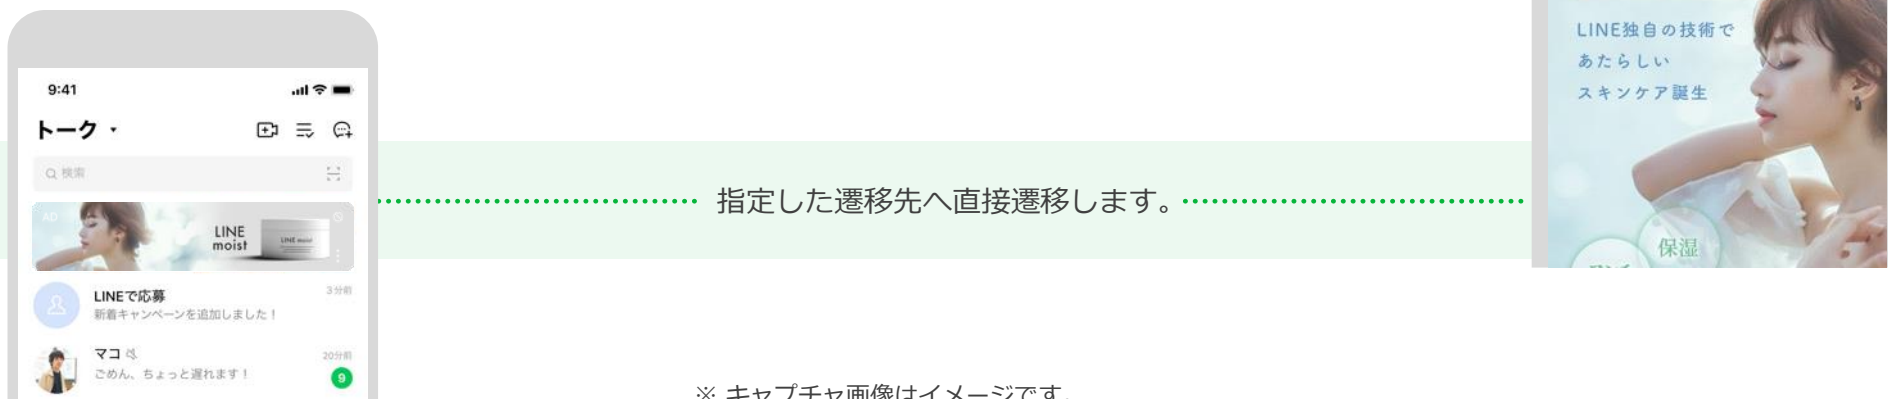 9:41
トーク
検索
AD
LINE
moist
LINE moist
LINEで応募
3分前
新着キャンペーンを追加しました！
マコ
20分前
ごめん、ちょっと遅れます！
9
指定した遷移先へ直接遷移します。
※ キャプチャ画像はイメージです。
LINE独自の技術で
あたらしい
スキンケア誕生
保湿